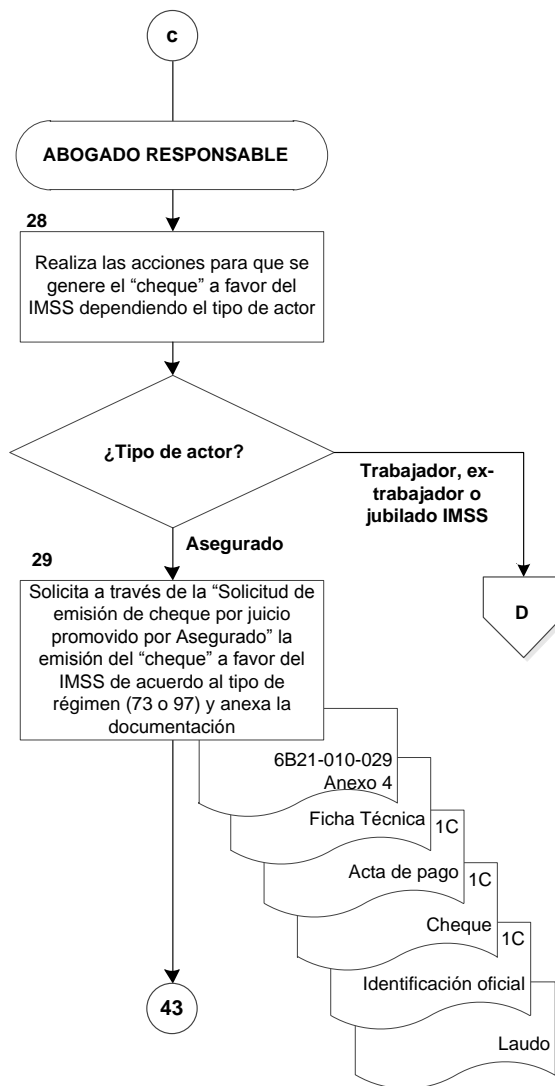 c
ABOGADO RESPONSABLE
28
Realiza las acciones para que se
genere el “cheque” a favor del
IMSS dependiendo el tipo de actor
¿Tipo de actor?
Trabajador, ex-
trabajador o
jubilado IMSS
Asegurado
D
29
Solicita a través de la “Solicitud de
emisión de cheque por juicio
promovido por Asegurado” la
emisión del “cheque” a favor del
IMSS de acuerdo al tipo de
régimen (73 o 97) y anexa la
documentación
6B21-010-029
Anexo 4
Ficha Técnica
1C
Acta de pago
1C
Cheque
1C
Identificación oficial
Laudo
43